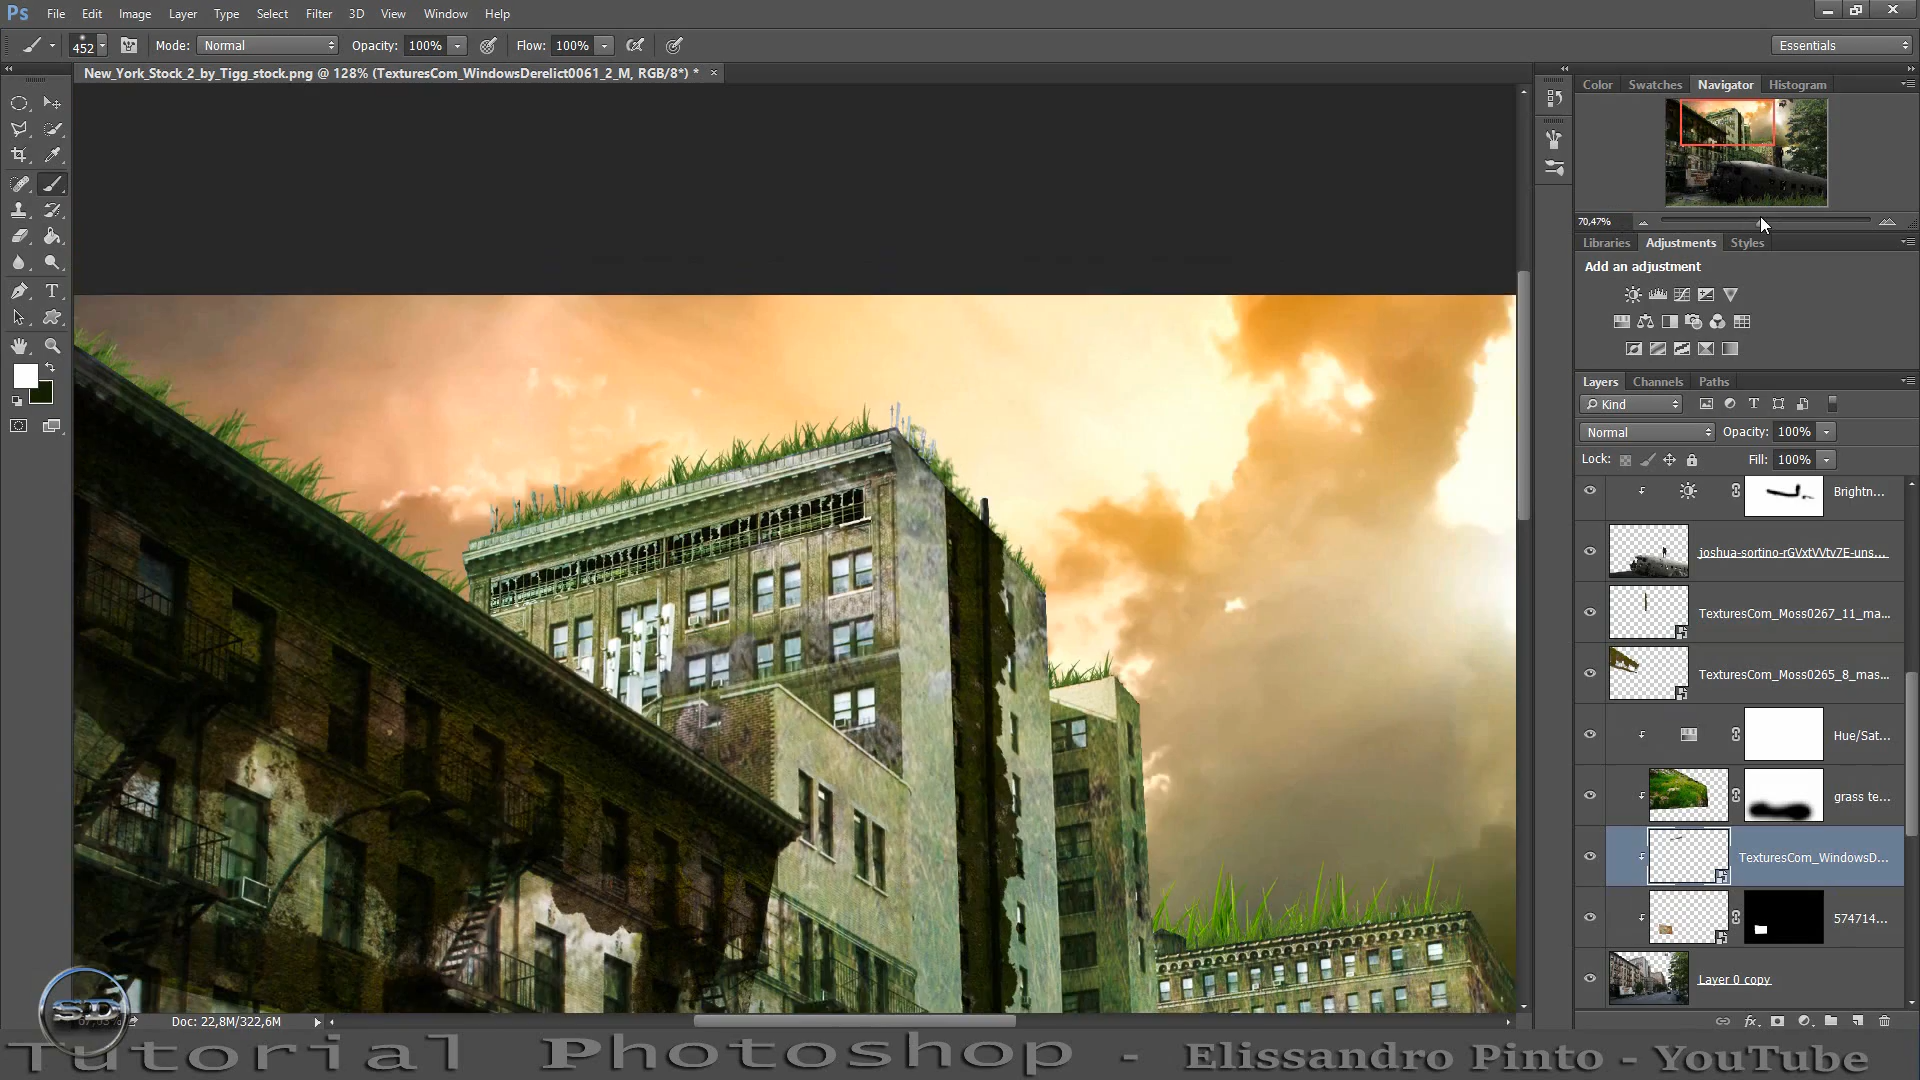 Ps File Edit Image Layer Type Select Filter 3D View Window Help
452 Mode: Normal Opacity: 100% Flow: 100% Essentials
New_York_Stock_2_by_Tigg_stock.png @ 128% (TexturesCom_WindowsDerelict0061_2_M, RGB/8*) *
Color Swatches Navigator Histogram
70,47%
Libraries Adjustments Styles
Add an adjustment
Layers Channels Paths
Kind
Normal Opacity: 100%
Lock: Fill: 100%
Brightn...
joshua-sortino-rGVxtVVtv7E-uns...
TexturesCom_Moss0267_11_ma...
TexturesCom_Moss0265_8_mas...
Hue/Sat...
grass te...
TexturesCom_WindowsD...
574714...
Layer 0 copy
SD
Doc: 22,8M/322,6M
fx
Tutorial Photoshop - Elissandro Pinto - YouTube